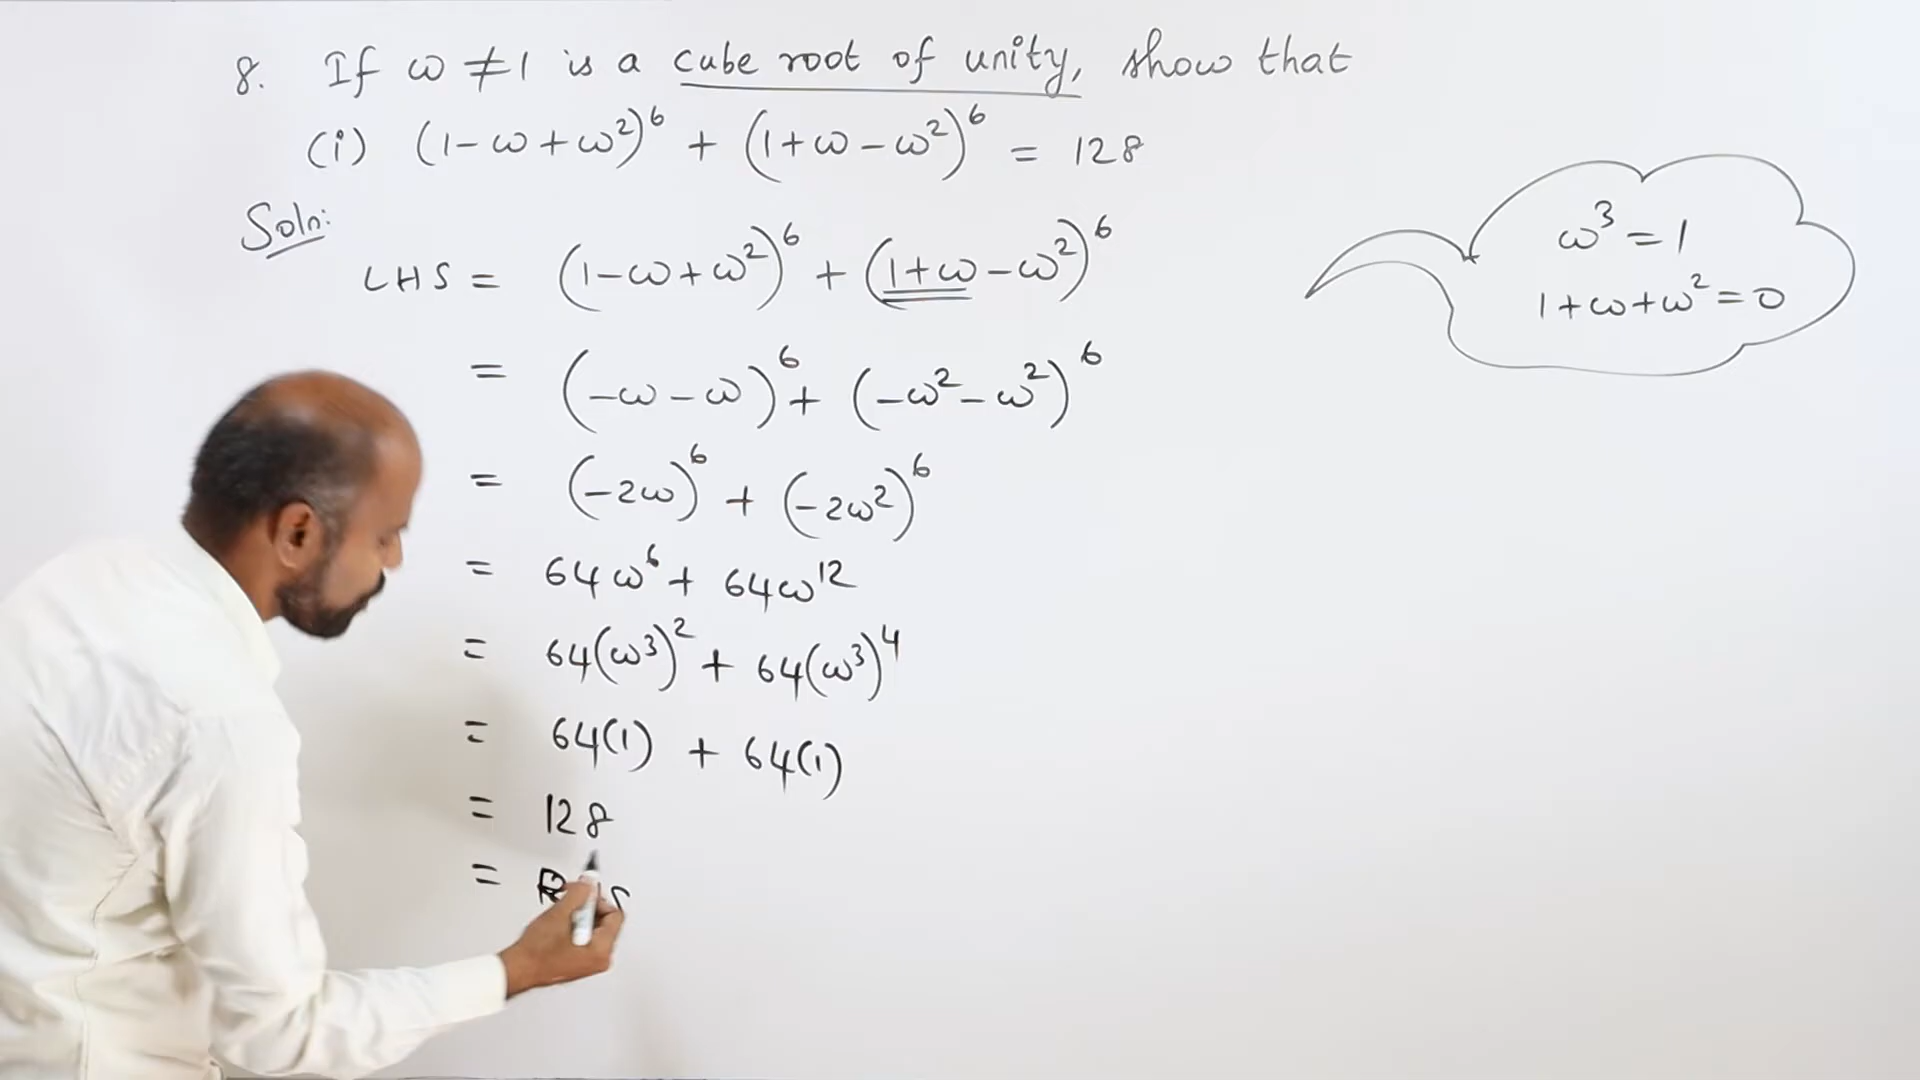 8. If ω ≠ 1 is a cube root of unity, show that
(i) (1-ω+ω²)⁶ + (1+ω-ω²)⁶ = 128
Soln:
LHS = (1-ω+ω²)⁶ + (1+ω-ω²)⁶
= (-ω-ω)⁶ + (-ω²-ω²)⁶
= (-2ω)⁶ + (-2ω²)⁶
= 64ω⁶ + 64ω¹²
= 64(ω³)² + 64(ω³)⁴
= 64(1) + 64(1)
= 128
=
ω³ = 1
1+ω+ω² = 0